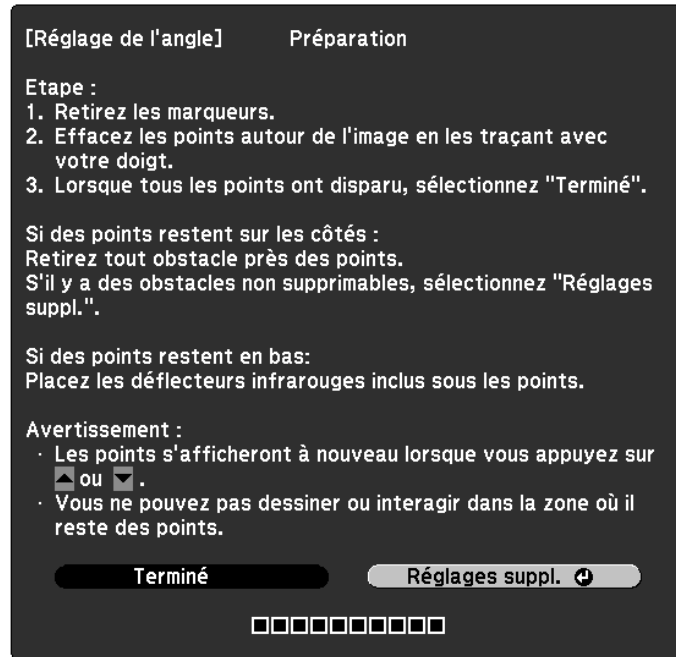 [Réglage de l'angle] Préparation
Etape :
1. Retirez les marqueurs.
2. Effacez les points autour de l'image en les traçant avec
votre doigt.
3. Lorsque tous les points ont disparu, sélectionnez "Terminé".
Si des points restent sur les côtés :
Retirez tout obstacle près des points.
S'il y a des obstacles non supprimables, sélectionnez "Réglages
suppl.".
Si des points restent en bas:
Placez les déflecteurs infrarouges inclus sous les points.
Avertissement :
· Les points s'afficheront à nouveau lorsque vous appuyez sur
▲ ou ▼ .
· Vous ne pouvez pas dessiner ou interagir dans la zone où il
reste des points.
Terminé Réglages suppl.